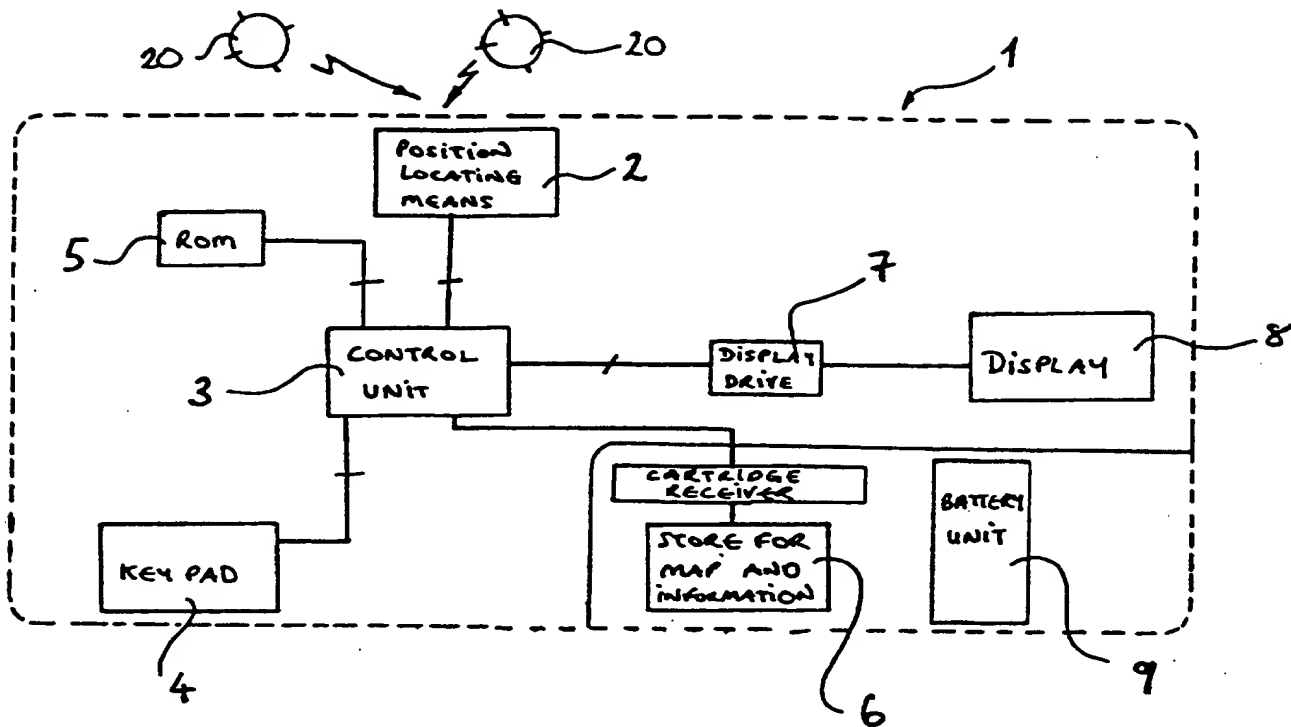 20
20
1
POSITION
LOCATING
MEANS
2
5
ROM
7
CONTROL
UNIT
3
DISPLAY
DRIVE
DISPLAY
8
CARTRIDGE
RECEIVER
BATTERY
UNIT
STORE FOR
MAP AND
INFORMATION
KEY PAD
4
6
9